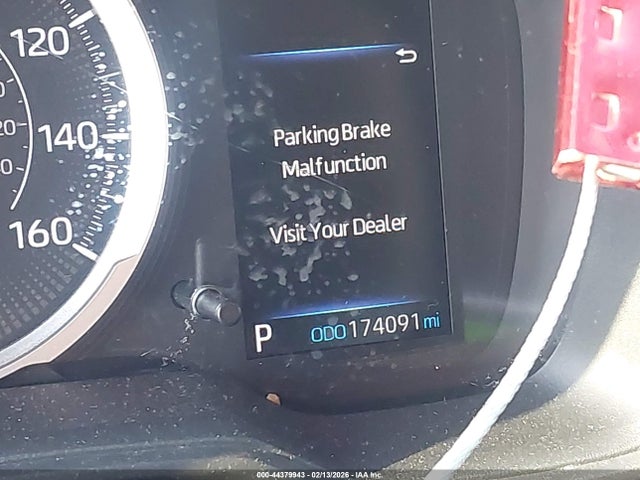 120
140
160
20
Parking Brake
Malfunction
Visit Your Dealer
P ODO 174091 mi
000-44379943 - 02/13/2026 - IAA Inc.